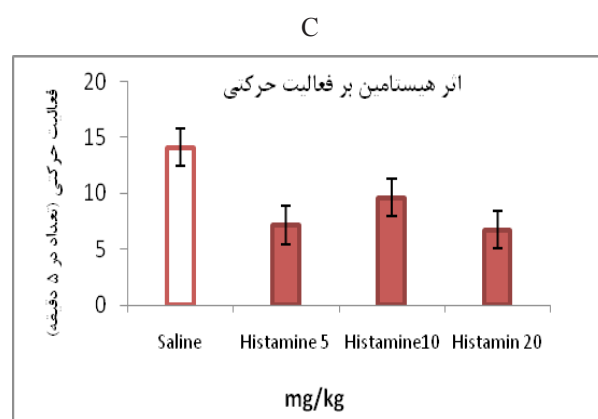 C
اثر هیستامین بر فعالیت حرکتی
فعالیت حرکتی (تعداد در ۵ دقیقه)
20
15
10
5
0
Saline Histamine 5 Histamine10 Histamin 20
mg/kg